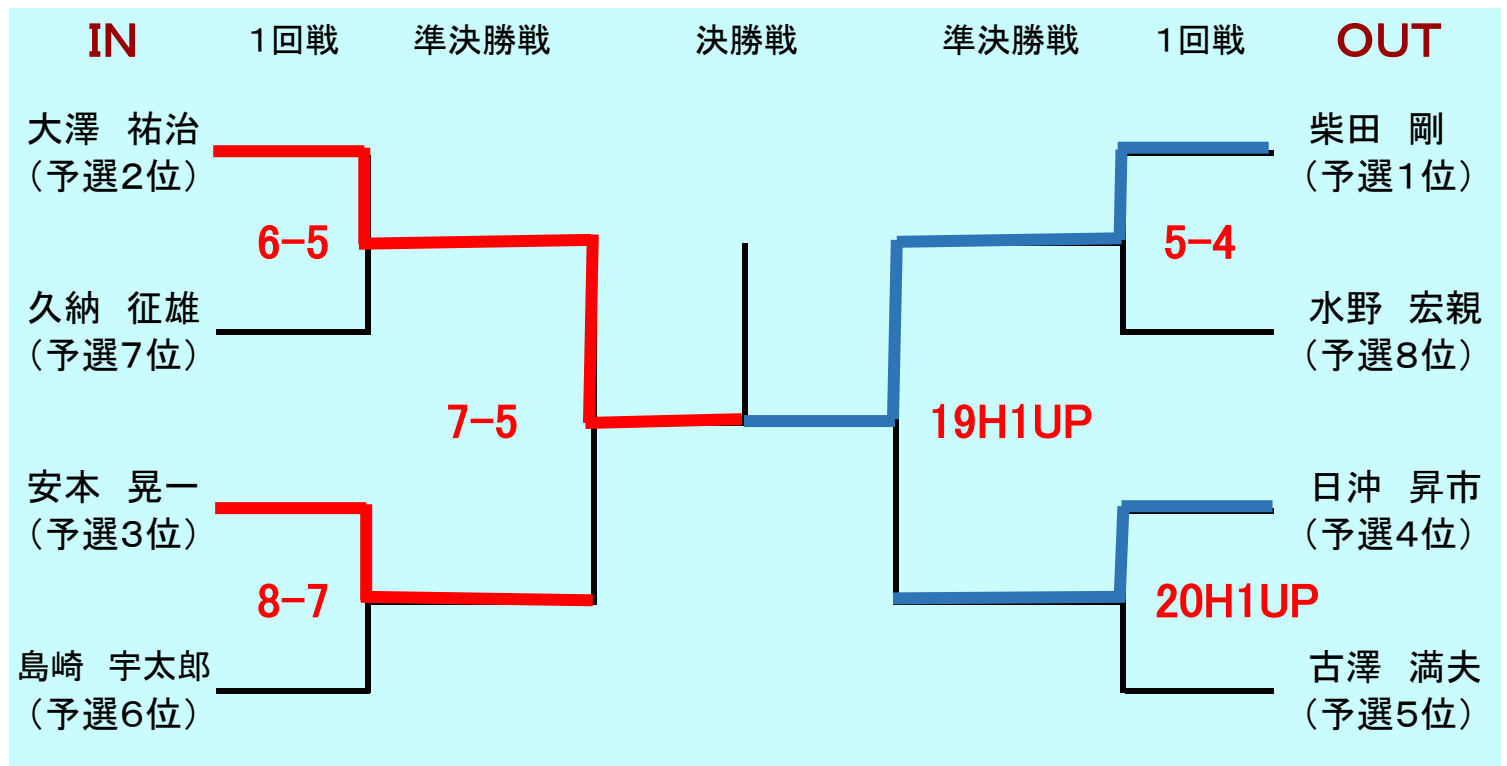 IN　1回戦　準決勝戦　決勝戦　準決勝戦　1回戦　OUT
大澤　祐治
（予選2位）
6-5
久納　征雄
（予選7位）
7-5
安本　晃一
（予選3位）
8-7
島崎　宇太郎
（予選6位）
柴田　剛
（予選1位）
5-4
水野　宏親
（予選8位）
19H1UP
日沖　昇市
（予選4位）
20H1UP
古澤　満夫
（予選5位）